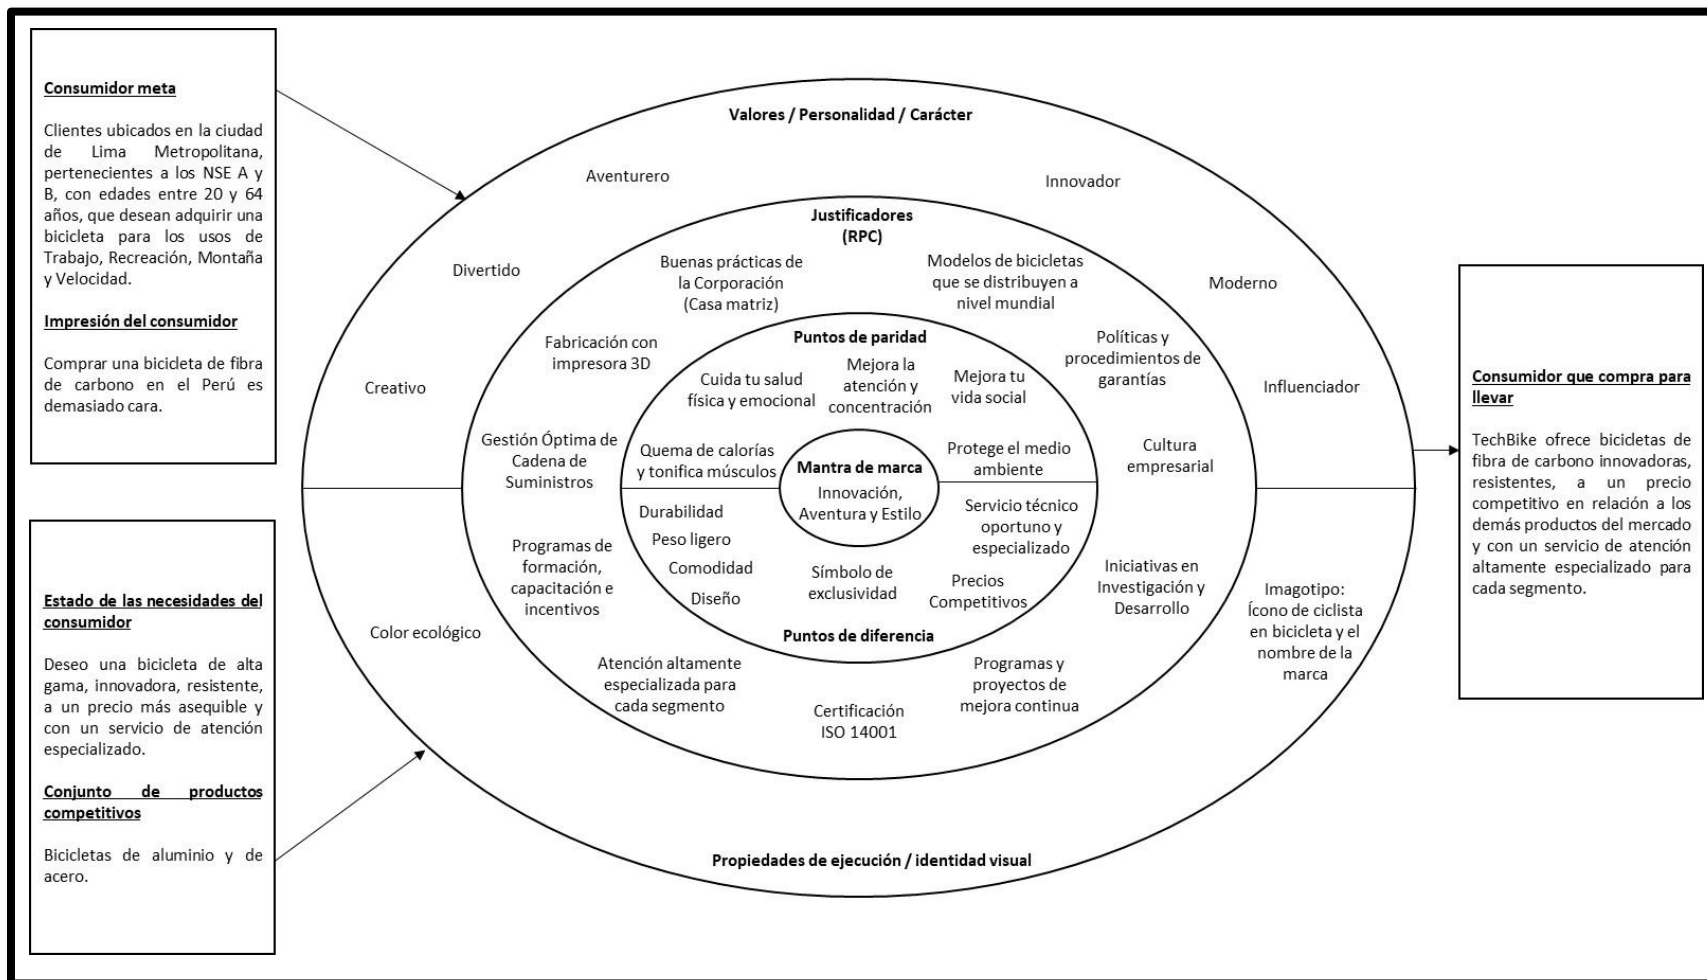 Consumidor meta
Clientes ubicados en la ciudad
de Lima Metropolitana,
pertenecientes a los NSE A y
B, con edades entre 20 y 64
años, que desean adquirir una
bicicleta para los usos de
Trabajo, Recreación, Montaña
y Velocidad.
Impresión del consumidor
Comprar una bicicleta de fibra
de carbono en el Perú es
demasiado cara.
Estado de las necesidades del
consumidor
Deseo una bicicleta de alta
gama, innovadora, resistente,
a un precio más asequible y
con un servicio de atención
especializado.
Conjunto de productos
competitivos
Bicicletas de aluminio y de
acero.
Valores / Personalidad / Carácter
Aventurero
Innovador
Divertido
Moderno
Creativo
Influenciador
Justificadores
(RPC)
Buenas prácticas de
la Corporación
(Casa matriz)
Modelos de bicicletas
que se distribuyen a
nivel mundial
Fabricación con
impresora 3D
Políticas y
procedimientos de
garantías
Gestión Óptima de
Cadena de
Suministros
Cultura
empresarial
Puntos de paridad
Cuida tu salud
física y emocional
Mejora la
atención y
concentración
Mejora tu
vida social
Quema de calorías
y tonifica músculos
Protege el medio
ambiente
Mantra de marca
Innovación,
Aventura y Estilo
Durabilidad
Peso ligero
Comodidad
Diseño
Símbolo de
exclusividad
Servicio técnico
oportuno y
especializado
Precios
Competitivos
Puntos de diferencia
Programas de
formación,
capacitación e
incentivos
Iniciativas en
Investigación y
Desarrollo
Atención altamente
especializada para
cada segmento
Certificación
ISO 14001
Programas y
proyectos de
mejora continua
Color ecológico
Imagotipo:
Ícono de ciclista
en bicicleta y el
nombre de la
marca
Propiedades de ejecución / identidad visual
Consumidor que compra para
llevar
TechBike ofrece bicicletas de
fibra de carbono innovadoras,
resistentes, a un precio
competitivo en relación a los
demás productos del mercado
y con un servicio de atención
altamente especializado para
cada segmento.